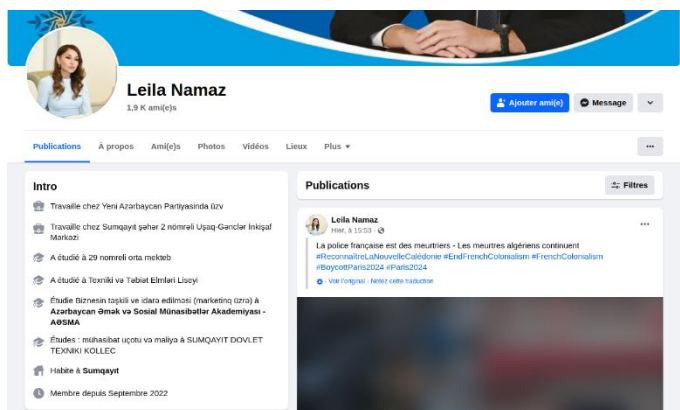 Leila Namaz
1,9 K ami(e)s
Ajouter ami(e)
Message
Publications À propos Ami(e)s Photos Vidéos Lieux Plus
Intro
Travaille chez Yeni Azərbaycan Partiyasında üzv
Travaille chez Sumqayıt şəhər 2 nömrəli Uşaq-Gənclər İnkişaf
Mərkəzi
A étudié à 29 nomreli orta mekteb
A étudié à Texniki və Təbiət Elmləri Liseyi
Étudie Biznesin təşkili və idarə edilməsi (marketinq üzrə) à
Azərbaycan Əmək və Sosial Münasibətlər Akademiyası -
AƏSMA
Études : mühasibat uçotu və maliyə à SUMQAYIT DOVLET
TEXNIKI KOLLEC
Habite à Sumqayıt
Membre depuis Septembre 2022
Publications
Filtres
Leila Namaz
Hier, à 15:53
La police française est des meurtriers - Les meurtres algériens continuent
#ReconnaîtreLaNouvelleCalédonie #EndFrenchColonialism #FrenchColonialism
#BoycottParis2024 #Paris2024
Voir l'original · Notez cette traduction